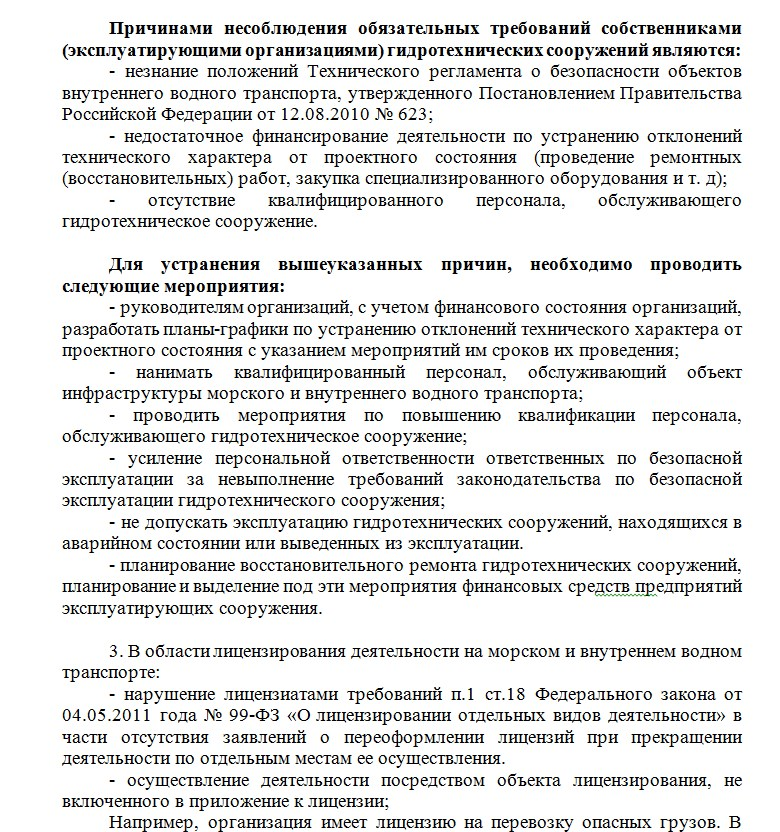 Причинами несоблюдения обязательных требований собственниками
(эксплуатирующими организациями) гидротехнических сооружений являются:
- незнание положений Технического регламента о безопасности объектов
внутреннего водного транспорта, утвержденного Постановлением Правительства
Российской Федерации от 12.08.2010 № 623;
- недостаточное финансирование деятельности по устранению отклонений
технического характера от проектного состояния (проведение ремонтных
(восстановительных) работ, закупка специализированного оборудования и т. д);
- отсутствие квалифицированного персонала, обслуживающего
гидротехническое сооружение.
Для устранения вышеуказанных причин, необходимо проводить
следующие мероприятия:
- руководителям организаций, с учетом финансового состояния организаций,
разработать планы-графики по устранению отклонений технического характера от
проектного состояния с указанием мероприятий им сроков их проведения;
- нанимать квалифицированный персонал, обслуживающий объект
инфраструктуры морского и внутреннего водного транспорта;
- проводить мероприятия по повышению квалификации персонала,
обслуживающего гидротехническое сооружение;
- усиление персональной ответственности ответственных по безопасной
эксплуатации за невыполнение требований законодательства по безопасной
эксплуатации гидротехнического сооружения;
- не допускать эксплуатацию гидротехнических сооружений, находящихся в
аварийном состоянии или выведенных из эксплуатации.
- планирование восстановительного ремонта гидротехнических сооружений,
планирование и выделение под эти мероприятия финансовых средств предприятий
эксплуатирующих сооружения.
3. В области лицензирования деятельности на морском и внутреннем водном
транспорте:
- нарушение лицензиатами требований п.1 ст.18 Федерального закона от
04.05.2011 года № 99-ФЗ «О лицензировании отдельных видов деятельности» в
части отсутствия заявлений о переоформлении лицензий при прекращении
деятельности по отдельным местам ее осуществления.
- осуществление деятельности посредством объекта лицензирования, не
включенного в приложение к лицензии;
Например, организация имеет лицензию на перевозку опасных грузов. В